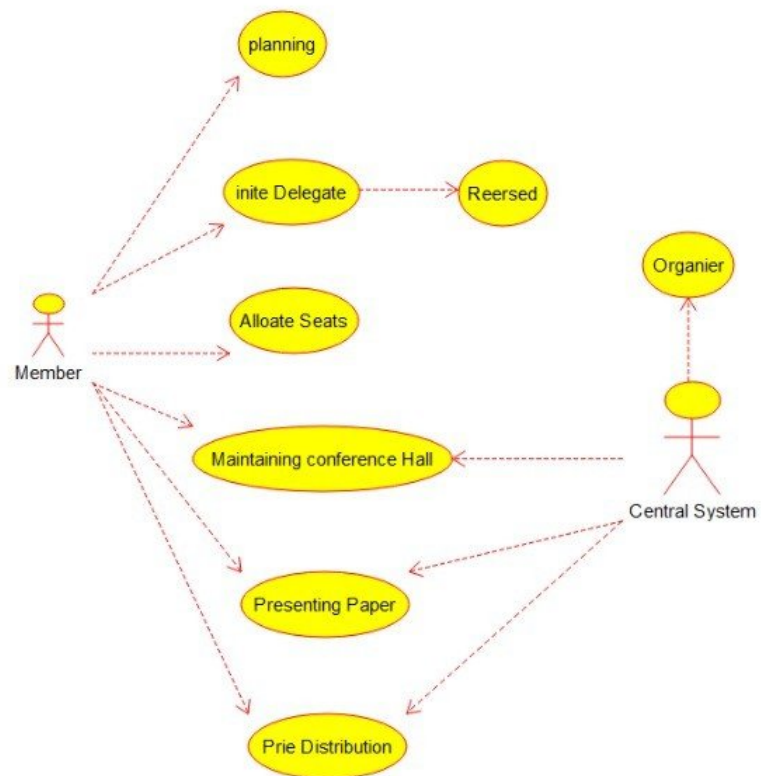 planning
inite Delegate
Reersed
Organier
Alloate Seats
Member
Maintaining conference Hall
Central System
Presenting Paper
Prie Distribution